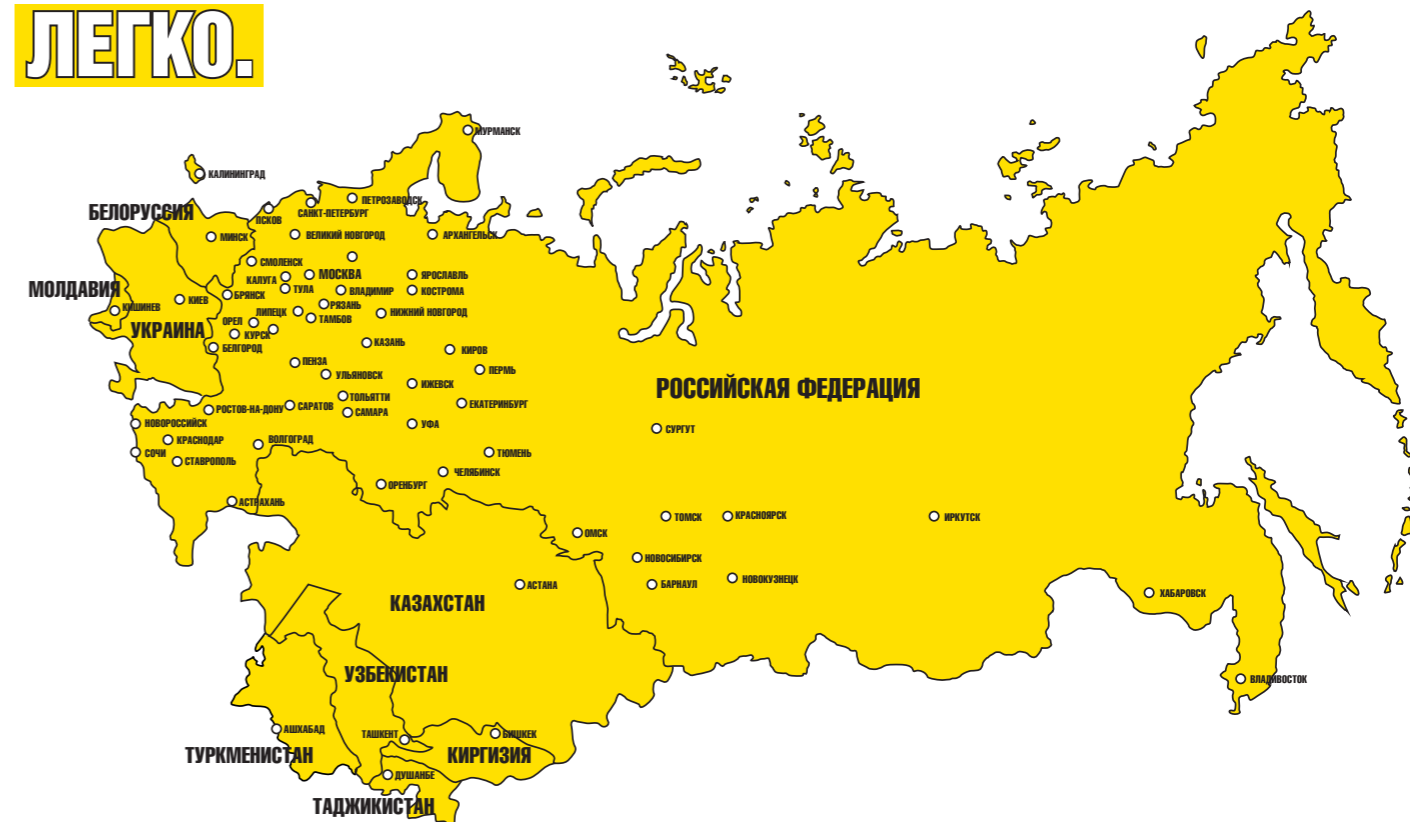 ЛЕГКО.
МУРМАНСК
КАЛИНИНГРАД
ПЕТРОЗАВОДСК
САНКТ-ПЕТЕРБУРГ
ПСКОВ
БЕЛОРУССИЯ
МИНСК
ВЕЛИКИЙ НОВГОРОД
АРХАНГЕЛЬСК
СМОЛЕНСК
МОСКВА
ЯРОСЛАВЛЬ
КАЛУГА
ТУЛА
ВЛАДИМИР
КОСТРОМА
МОЛДАВИЯ
БРЯНСК
КИЕВ
КИШИНЕВ
РЯЗАНЬ
ЛИПЕЦК
НИЖНИЙ НОВГОРОД
ТАМБОВ
ОРЕЛ
УКРАИНА
КУРСК
БЕЛГОРОД
КАЗАНЬ
КИРОВ
ПЕНЗА
ПЕРМЬ
УЛЬЯНОВСК
ИЖЕВСК
РОССИЙСКАЯ ФЕДЕРАЦИЯ
ТОЛЬЯТТИ
ЕКАТЕРИНБУРГ
РОСТОВ-НА-ДОНУ
САРАТОВ
САМАРА
НОВОРОССИЙСК
УФА
СУРГУТ
КРАСНОДАР
ВОЛГОГРАД
СОЧИ
ТЮМЕНЬ
СТАВРОПОЛЬ
ЧЕЛЯБИНСК
ОРЕНБУРГ
АСТРАХАНЬ
ТОМСК
КРАСНОЯРСК
ИРКУТСК
ОМСК
НОВОСИБИРСК
НОВОКУЗНЕЦК
АСТАНА
БАРНАУЛ
ХАБАРОВСК
КАЗАХСТАН
УЗБЕКИСТАН
ВЛАДИВОСТОК
АШХАБАД
ТАШКЕНТ
БИШКЕК
ТУРКМЕНИСТАН
КИРГИЗИЯ
ДУШАНБЕ
ТАДЖИКИСТАН